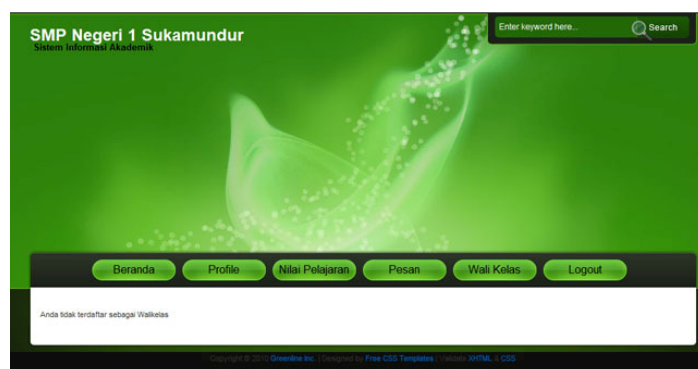 SMP Negeri 1 Sukamundur
Sistem Informasi Akademik
Enter keyword here...
Search
Beranda Profile Nilai Pelajaran Pesan Wali Kelas Logout
Anda tidak terdaftar sebagai Walikelas
Copyright © 2010 Greenline Inc. | Designed by Free CSS Templates | Validate XHTML & CSS